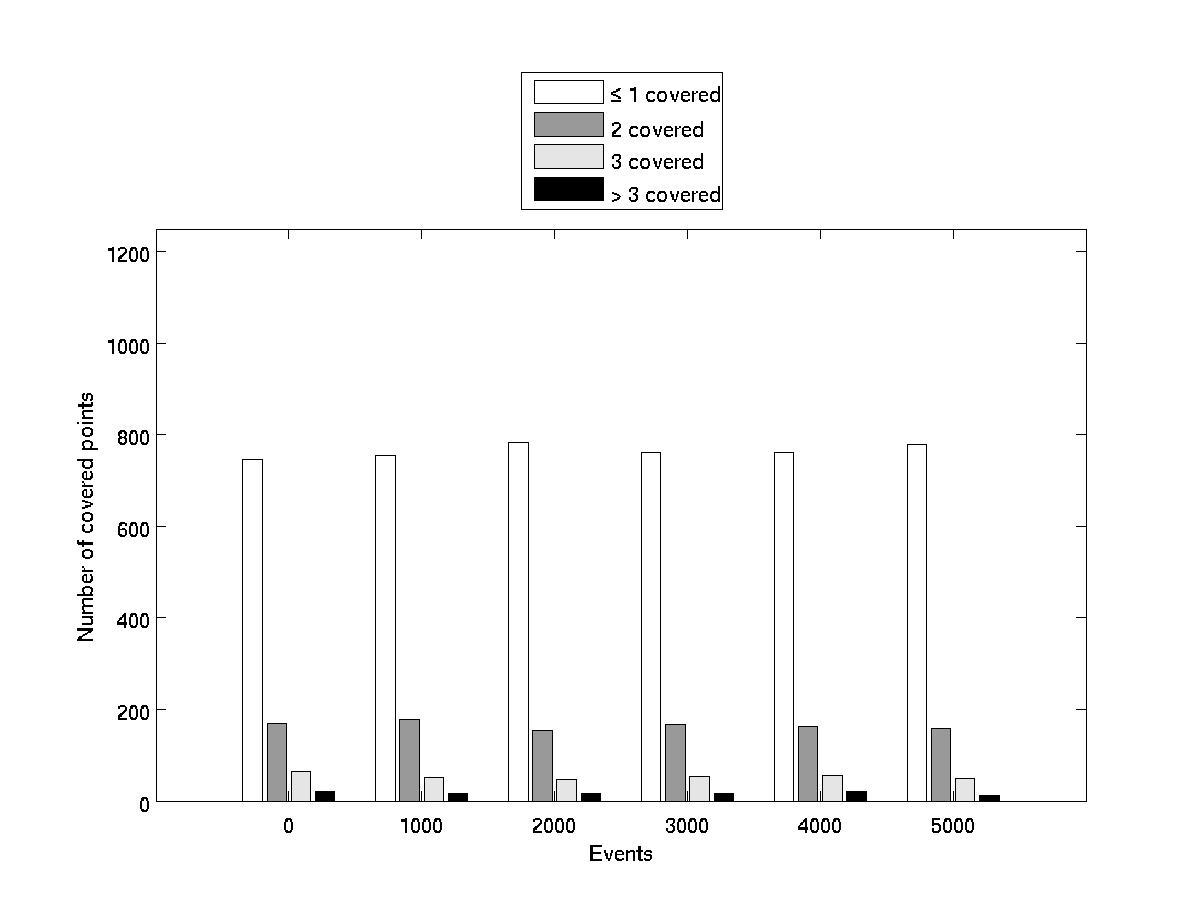 ≤ 1 covered
2 covered
3 covered
> 3 covered
1200
1000
800
600
400
200
0
Number of covered points
0 1000 2000 3000 4000 5000
Events